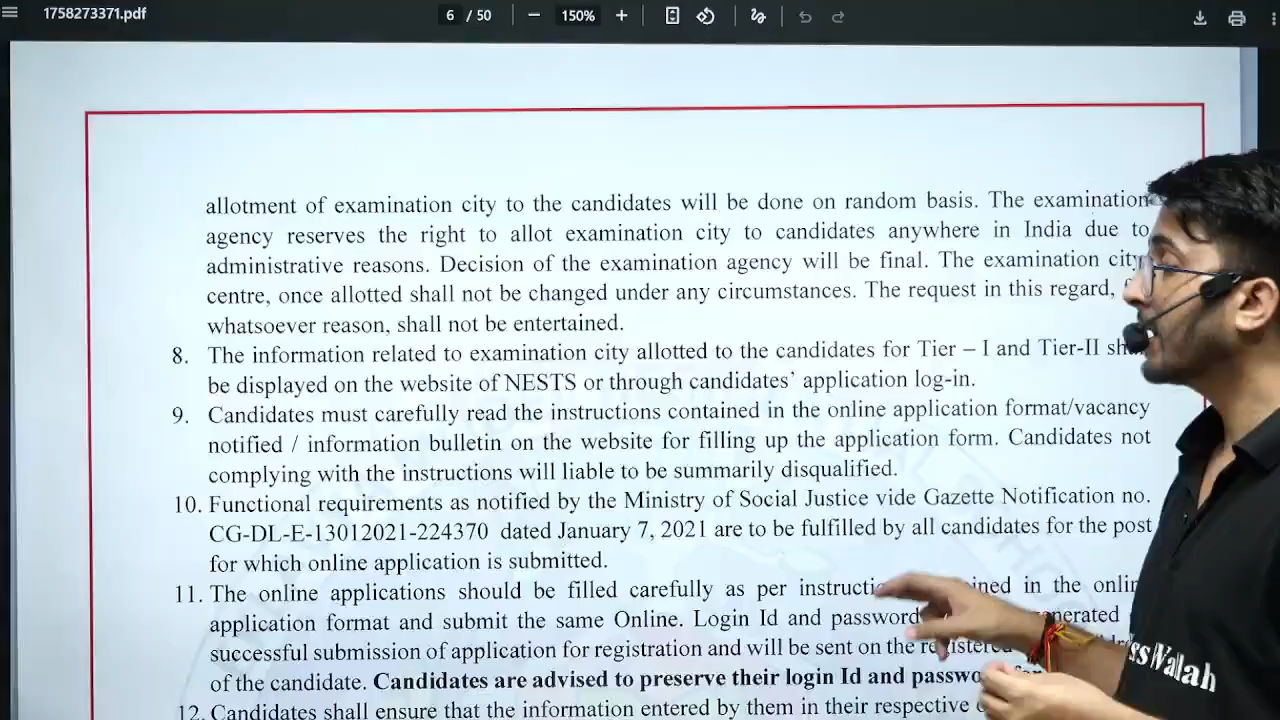 1758273371.pdf
6 / 50
150%
allotment of examination city to the candidates will be done on random basis. The examination
agency reserves the right to allot examination city to candidates anywhere in India due to
administrative reasons. Decision of the examination agency will be final. The examination city
centre, once allotted shall not be changed under any circumstances. The request in this regard,
whatsoever reason, shall not be entertained.
8. The information related to examination city allotted to the candidates for Tier – I and Tier-II
be displayed on the website of NESTS or through candidates' application log-in.
9. Candidates must carefully read the instructions contained in the online application format/vacancy
notified / information bulletin on the website for filling up the application form. Candidates not
complying with the instructions will liable to be summarily disqualified.
10. Functional requirements as notified by the Ministry of Social Justice vide Gazette Notification no.
CG-DL-E-13012021-224370 dated January 7, 2021 are to be fulfilled by all candidates for the post
for which online application is submitted.
11. The online applications should be filled carefully as per in the
application format and submit the same Online. Login Id and password
successful submission of application for registration and will be sent on the registered
of the candidate. Candidates are advised to preserve their login Id and
12. Candidates shall ensure that the information entered by them in their respective
Wallah